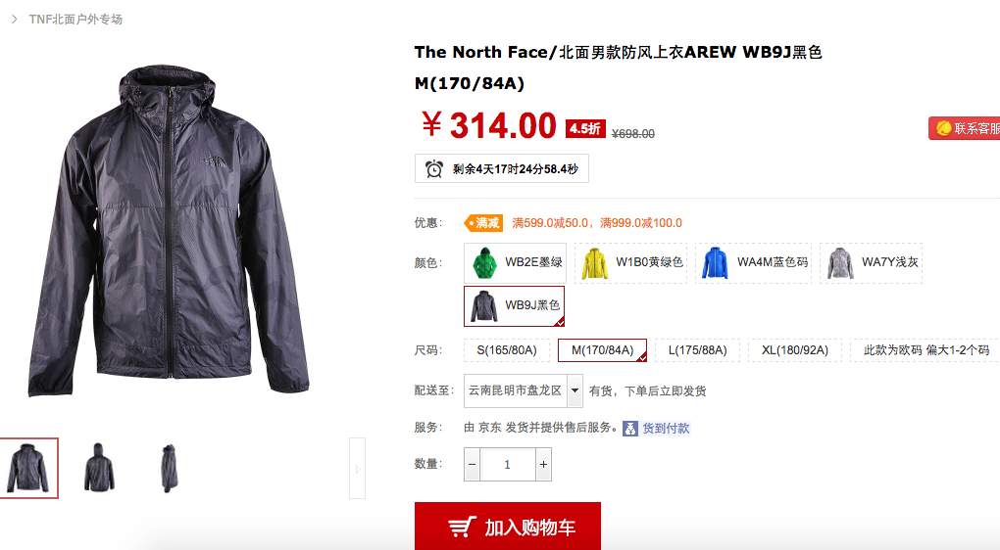 TNF北面户外专场
The North Face/北面男款防风上衣AREW WB9J黑色
M(170/84A)
¥314.00 4.5折 ¥698.00
联系客服
剩余4天17时24分58.4秒
优惠： 满减 满599.0减50.0，满999.0减100.0
颜色： WB2E墨绿 W1B0黄绿色 WA4M蓝色码 WA7Y浅灰
WB9J黑色
尺码： S(165/80A) M(170/84A) L(175/88A) XL(180/92A) 此款为欧码 偏大1-2个码
配送至： 云南昆明市盘龙区 有货，下单后立即发货
服务： 由 京东 发货并提供售后服务。 货到付款
数量： − 1 +
加入购物车